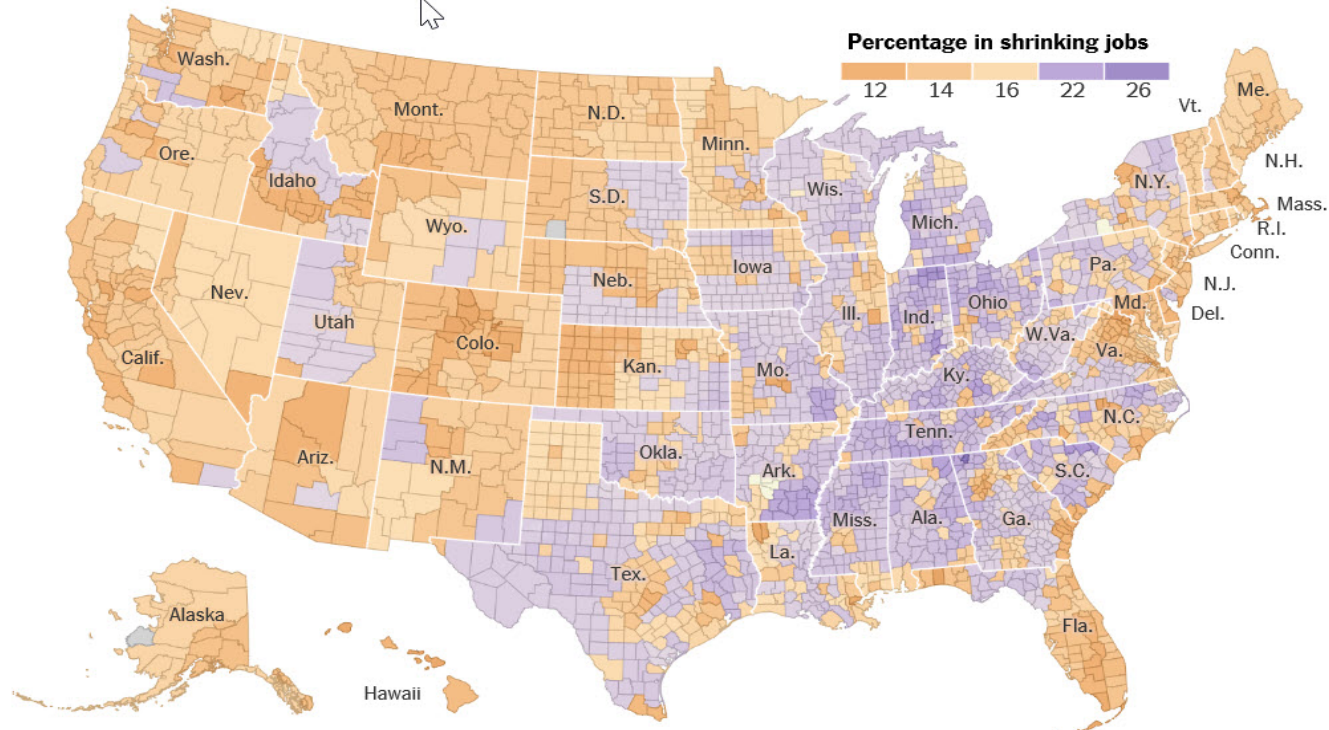 Percentage in shrinking jobs
12 14 16 22 26
Wash.
Mont.
N.D.
Minn.
Vt.
Me.
Ore.
Idaho
S.D.
Wis.
Mich.
N.Y.
N.H.
Mass.
R.I.
Conn.
Wyo.
Iowa
Pa.
N.J.
Nev.
Utah
Neb.
Ill.
Ind.
Ohio
Md.
Del.
Calif.
Colo.
Kan.
Mo.
Ky.
W.Va.
Va.
Ariz.
N.M.
Okla.
Ark.
Tenn.
N.C.
S.C.
Tex.
La.
Miss.
Ala.
Ga.
Alaska
Hawaii
Fla.